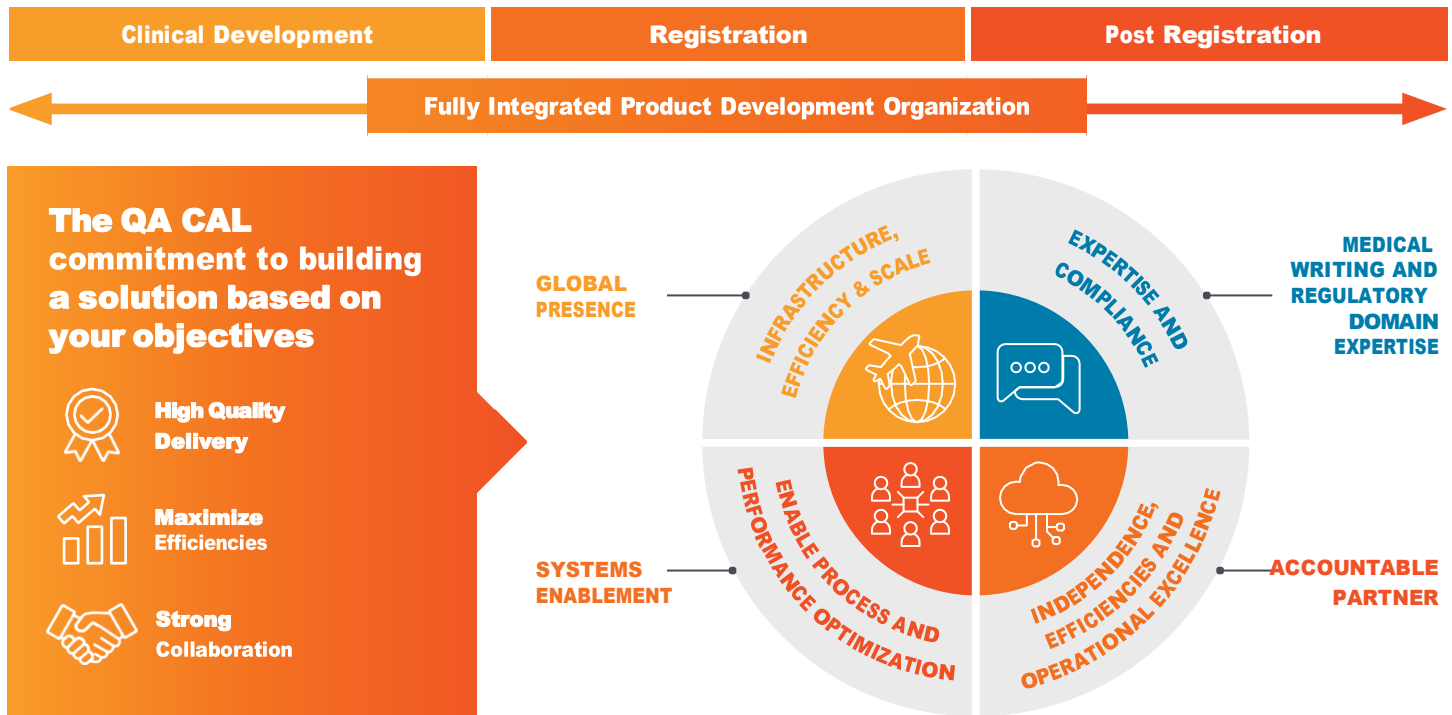 Clinical Development
Registration
Post Registration
Fully Integrated Product Development Organization
The QA CAL
commitment to building
a solution based on
your objectives
High Quality
Delivery
Maximize
Efficiencies
Strong
Collaboration
GLOBAL
PRESENCE
INFRASTRUCTURE,
EFFICIENCY & SCALE
EXPERTISE AND
COMPLIANCE
MEDICAL
WRITING AND
REGULATORY
DOMAIN
EXPERTISE
SYSTEMS
ENABLEMENT
ENABLE PROCESS AND
PERFORMANCE OPTIMIZATION
INDEPENDENCE,
EFFICIENCIES AND
OPERATIONAL EXCELLENCE
ACCOUNTABLE
PARTNER